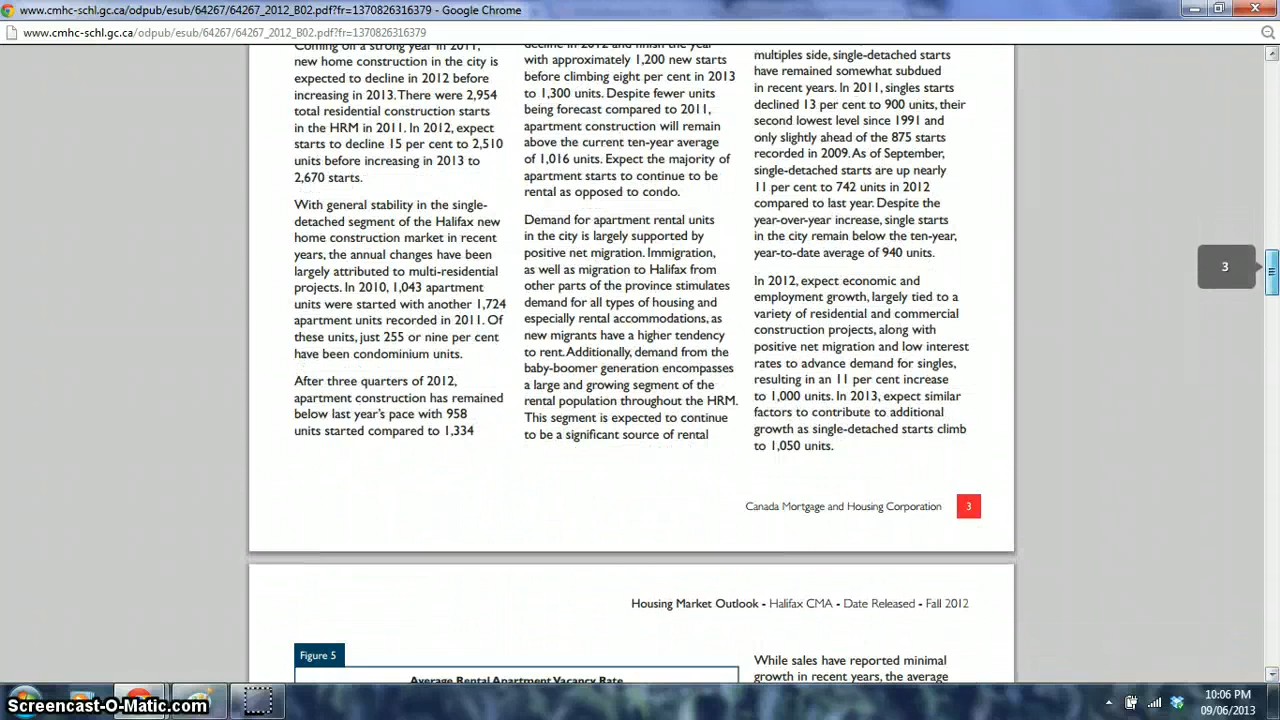 www.cmhc-schl.gc.ca/odpub/esub/64267/64267_2012_B02.pdf?fr=1370826316379 - Google Chrome
www.cmhc-schl.gc.ca/odpub/esub/64267/64267_2012_B02.pdf?fr=1370826316379
Coming off a strong year in 2011,
new home construction in the city is
expected to decline in 2012 before
increasing in 2013. There were 2,954
total residential construction starts
in the HRM in 2011. In 2012, expect
starts to decline 15 per cent to 2,510
units before increasing in 2013 to
2,670 starts.
With general stability in the single-
detached segment of the Halifax new
home construction market in recent
years, the annual changes have been
largely attributed to multi-residential
projects. In 2010, 1,043 apartment
units were started with another 1,724
apartment units recorded in 2011. Of
these units, just 255 or nine per cent
have been condominium units.
After three quarters of 2012,
apartment construction has remained
below last year's pace with 958
units started compared to 1,334
decline in 2012 and finish the year
with approximately 1,200 new starts
before climbing eight per cent in 2013
to 1,300 units. Despite fewer units
being forecast compared to 2011,
apartment construction will remain
above the current ten-year average
of 1,016 units. Expect the majority of
apartment starts to continue to be
rental as opposed to condo.
Demand for apartment rental units
in the city is largely supported by
positive net migration. Immigration,
as well as migration to Halifax from
other parts of the province stimulates
demand for all types of housing and
especially rental accommodations, as
new migrants have a higher tendency
to rent. Additionally, demand from the
baby-boomer generation encompasses
a large and growing segment of the
rental population throughout the HRM.
This segment is expected to continue
to be a significant source of rental
multiples side, single-detached starts
have remained somewhat subdued
in recent years. In 2011, singles starts
declined 13 per cent to 900 units, their
second lowest level since 1991 and
only slightly ahead of the 875 starts
recorded in 2009. As of September,
single-detached starts are up nearly
11 per cent to 742 units in 2012
compared to last year. Despite the
year-over-year increase, single starts
in the city remain below the ten-year,
year-to-date average of 940 units.
In 2012, expect economic and
employment growth, largely tied to a
variety of residential and commercial
construction projects, along with
positive net migration and low interest
rates to advance demand for singles,
resulting in an 11 per cent increase
to 1,000 units. In 2013, expect similar
factors to contribute to additional
growth as single-detached starts climb
to 1,050 units.
3
Canada Mortgage and Housing Corporation 3
Housing Market Outlook - Halifax CMA - Date Released - Fall 2012
Figure 5
Average Rental Apartment Vacancy Rate
While sales have reported minimal
growth in recent years, the average
Screencast-O-Matic.com
10:06 PM
09/06/2013